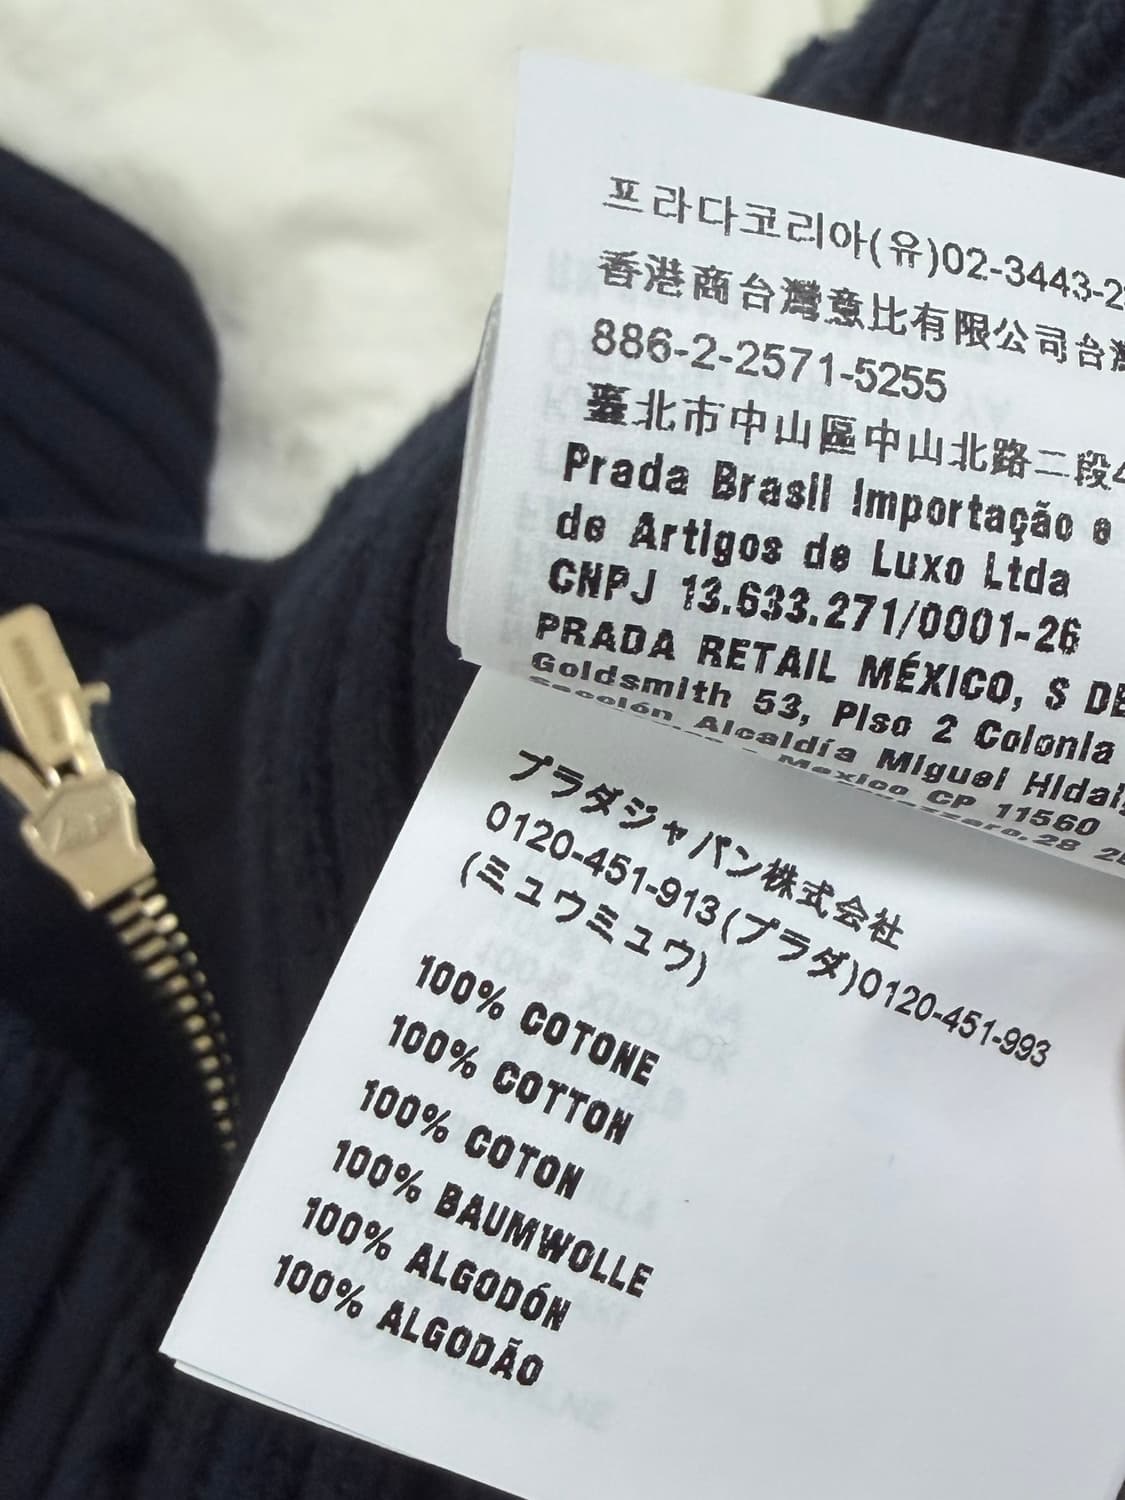 프라다코리아(유)02-3443-2
香港商台灣意比有限公司台灣
886-2-2571-5255
臺北市中山區中山北路二段4
Prada Brasil Importação e
de Artigos de Luxo Ltda
CNPJ 13.633.271/0001-26
PRADA RETAIL MÉXICO, S DE
Goldsmith 53, Piso 2 Colonia
Sección Alcaldía Miguel Hidal
Mexico CP 11560
プラダジャパン株式会社
0120-451-913(プラダ)0120-451-993
(ミュウミュウ)
100% COTONE
100% COTTON
100% COTON
100% BAUMWOLLE
100% ALGODÓN
100% ALGODÃO